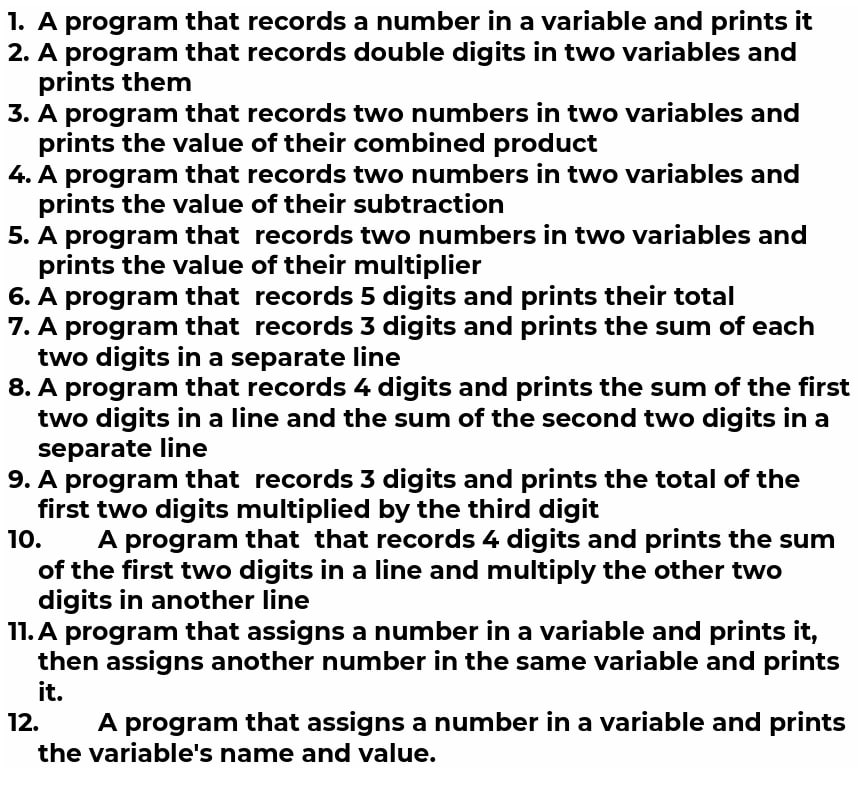 1. A program that records a number in a variable and prints it
2. A program that records double digits in two variables and
prints them
3. A program that records two numbers in two variables and
prints the value of their combined product
4. A program that records two numbers in two variables and
prints the value of their subtraction
5. A program that  records two numbers in two variables and
prints the value of their multiplier
6. A program that  records 5 digits and prints their total
7. A program that  records 3 digits and prints the sum of each
two digits in a separate line
8. A program that records 4 digits and prints the sum of the first
two digits in a line and the sum of the second two digits in a
separate line
9. A program that  records 3 digits and prints the total of the
first two digits multiplied by the third digit
10. A program that  that records 4 digits and prints the sum
of the first two digits in a line and multiply the other two
digits in another line
11. A program that assigns a number in a variable and prints it,
then assigns another number in the same variable and prints
it.
12. A program that assigns a number in a variable and prints
the variable's name and value.